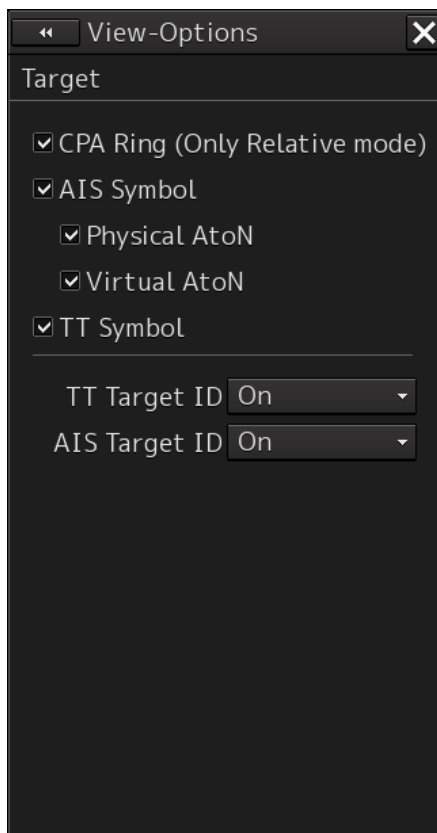 View-Options
Target
CPA Ring (Only Relative mode)
AIS Symbol
Physical AtoN
Virtual AtoN
TT Symbol
TT Target ID On
AIS Target ID On